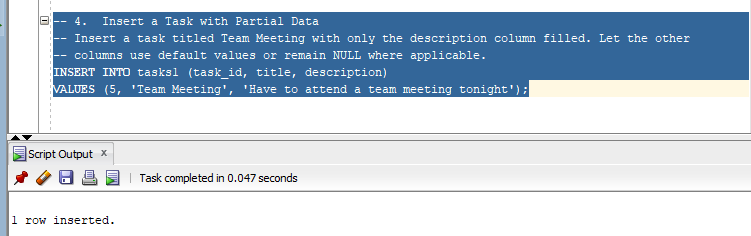 -- 4.  Insert a Task with Partial Data
-- Insert a task titled Team Meeting with only the description column filled. Let the other
-- columns use default values or remain NULL where applicable.
INSERT INTO tasks1 (task_id, title, description)
VALUES (5, 'Team Meeting', 'Have to attend a team meeting tonight');
Script Output x
Task completed in 0.047 seconds
1 row inserted.